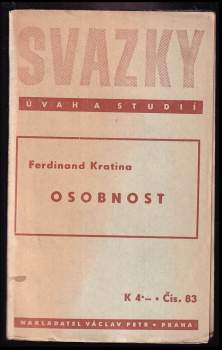 SVAZKY
ÚVAH A STUDIÍ
Ferdinand Kratina
OSOBNOST
K 4·– • Čís. 83
NAKLADATEL VÁCLAV PETR • PRAHA